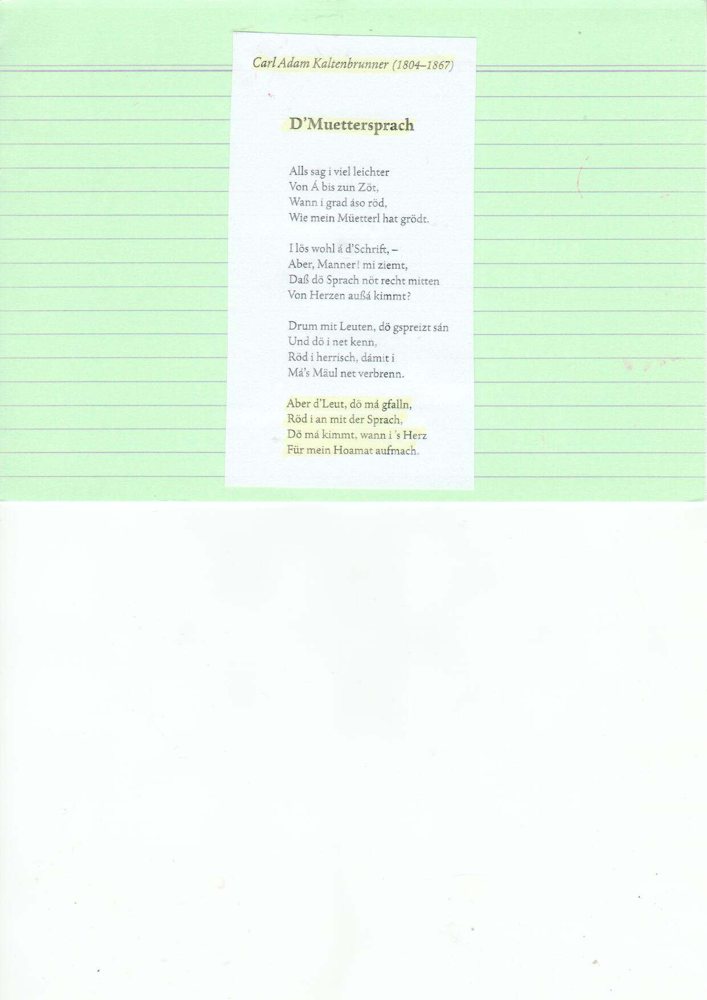 Carl Adam Kaltenbrunner (1804–1867)
D’Muettersprach
Alls sag i viel leichter
Von Á bis zun Zöt,
Wann i grad áso röd,
Wie mein Müetterl hat grödt.
I lös wohl á d’Schrift, –
Aber, Manner! mi ziemt,
Daß dö Sprach nöt recht mitten
Von Herzen außá kimmt?
Drum mit Leuten, dö gspreizt sán
Und dö i net kenn,
Röd i herrisch, dámit i
Má’s Mäul net verbrenn.
Aber d’Leut, dö má gfalln,
Röd i an mit der Sprach,
Dö má kimmt, wann i ’s Herz
Für mein Hoamat aufmach.